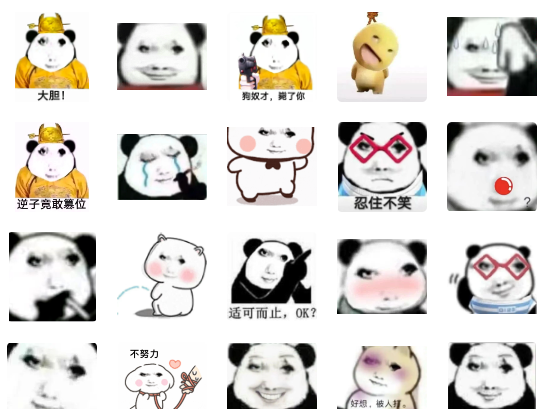 大胆！
狗奴才，毙了你
逆子竟敢篡位
忍住不笑
?
适可而止，OK?
不努力
好想，被人打。